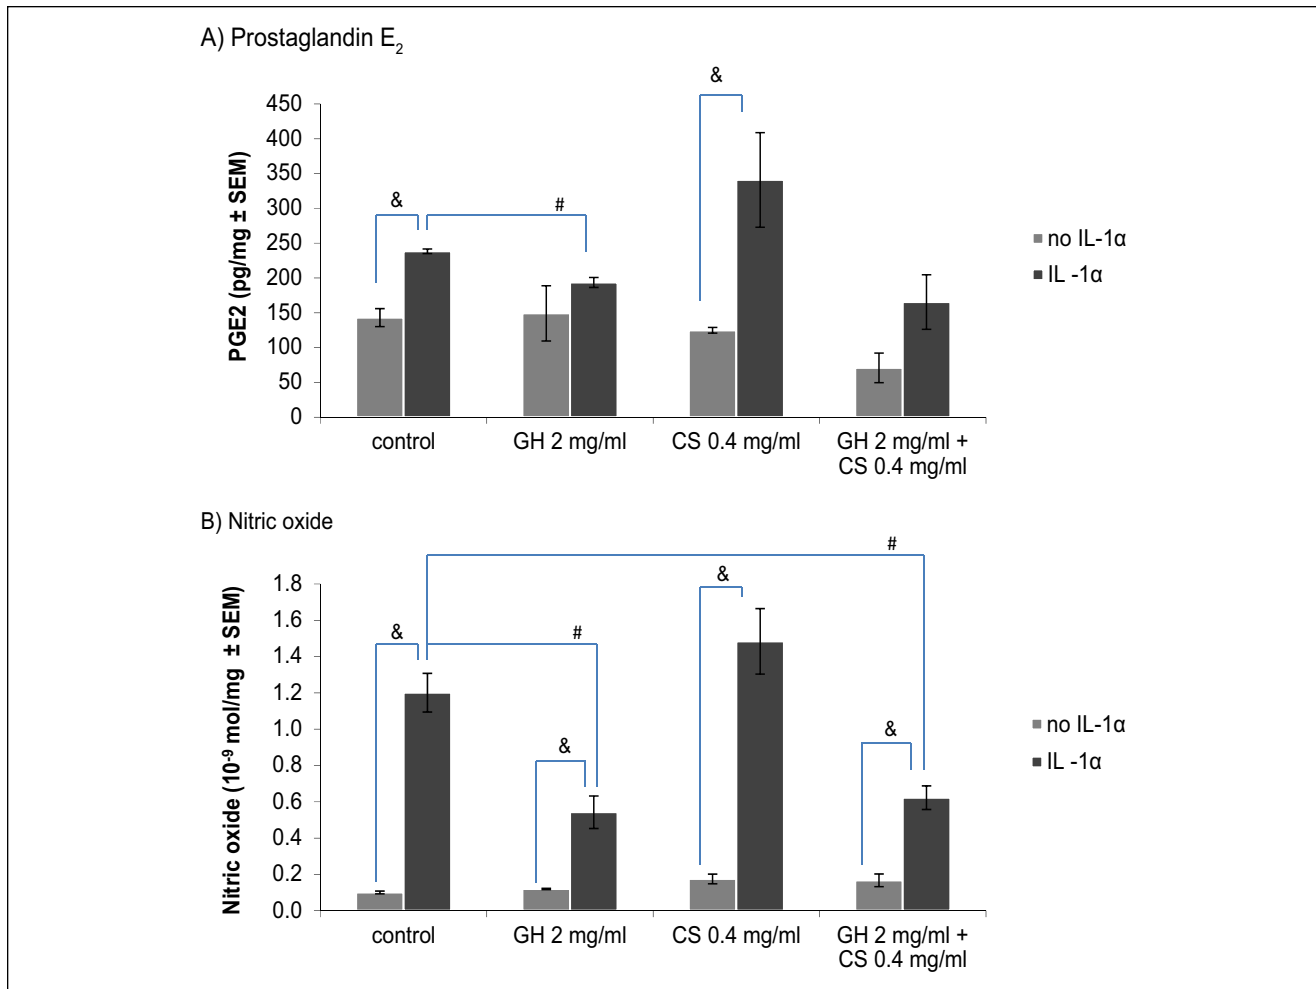 A) Prostaglandin E₂
&
450
400
350
300
250
200
150
100
50
0
PGE2 (pg/mg ± SEM)
&
#
no IL-1α
IL -1α
control
GH 2 mg/ml
CS 0.4 mg/ml
GH 2 mg/ml +
CS 0.4 mg/ml
B) Nitric oxide
#
&
1.8
1.6
1.4
1.2
1.0
0.8
0.6
0.4
0.2
0.0
Nitric oxide (10⁻⁹ mol/mg ± SEM)
&
#
&
&
no IL-1α
IL -1α
control
GH 2 mg/ml
CS 0.4 mg/ml
GH 2 mg/ml +
CS 0.4 mg/ml